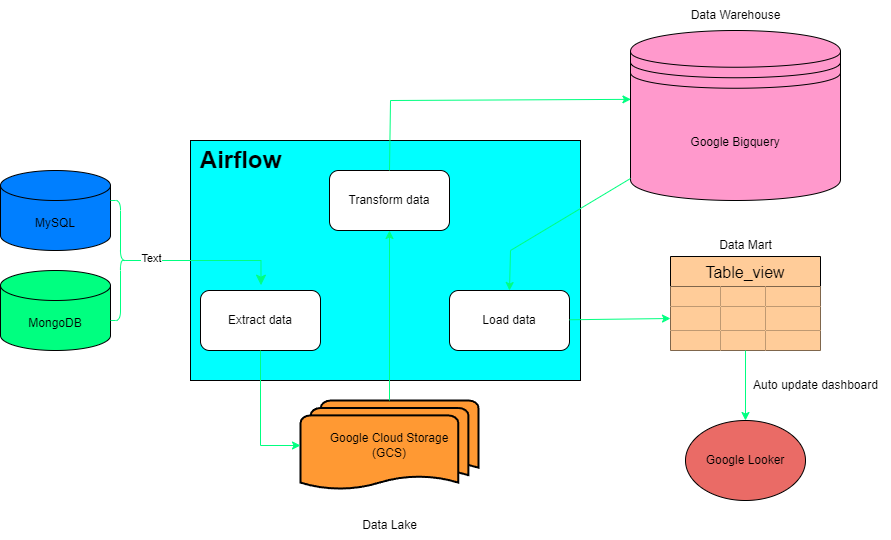 Data Warehouse
Google Bigquery
Airflow
Transform data
MySQL
Text
MongoDB
Extract data
Load data
Data Mart
Table_view
Auto update dashboard
Google Looker
Google Cloud Storage
(GCS)
Data Lake